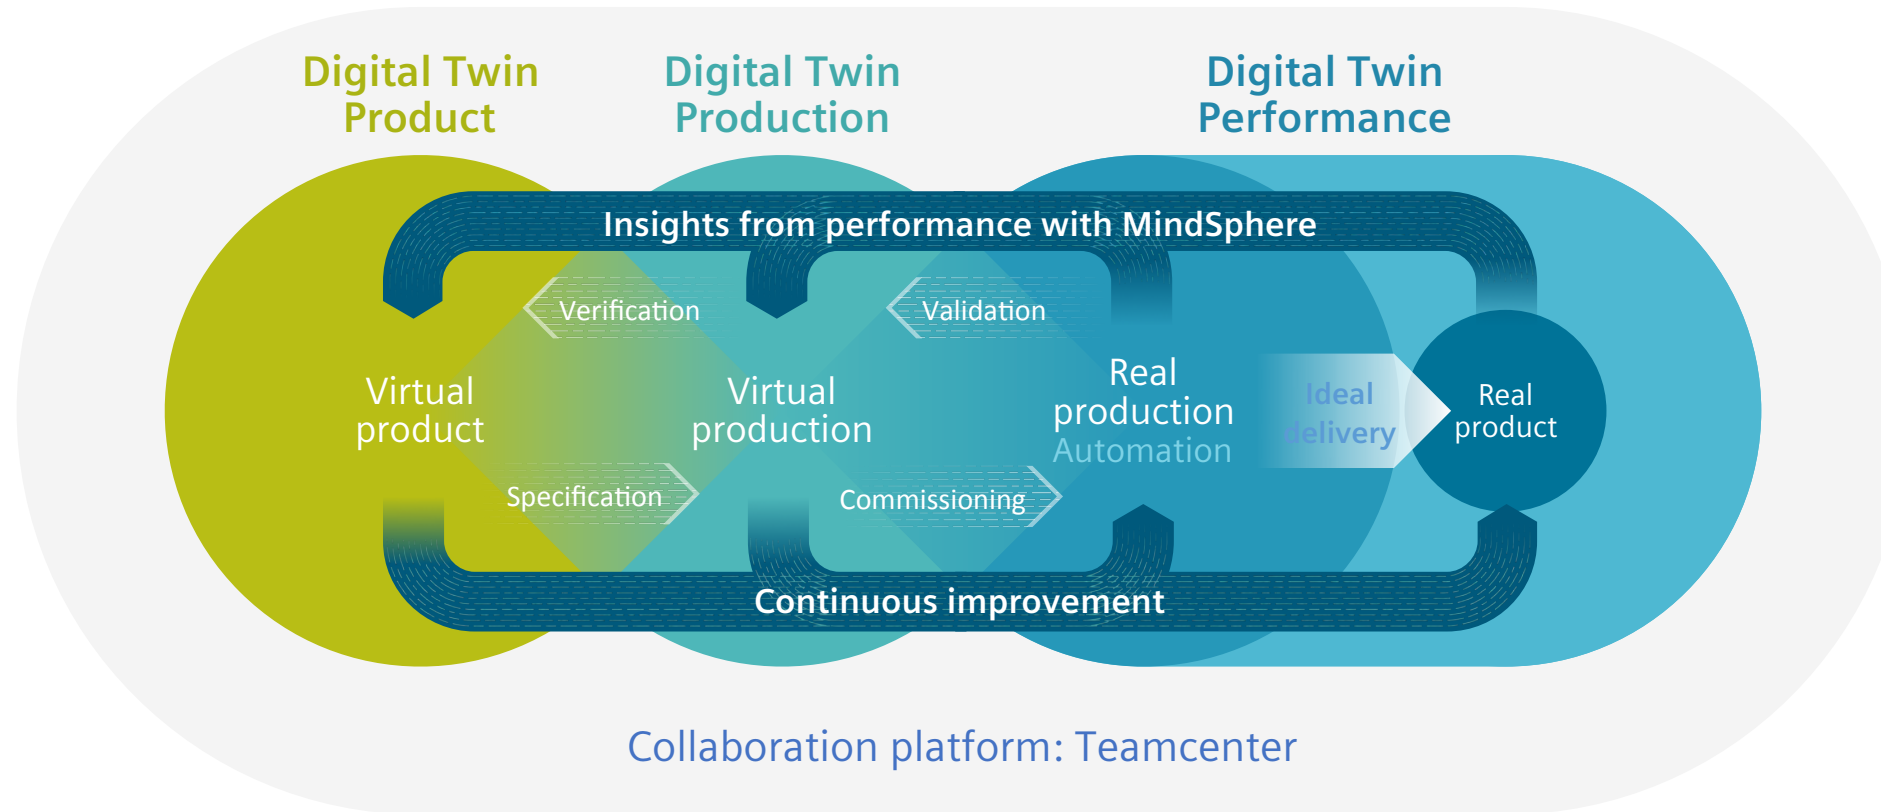 Digital Twin
Product
Digital Twin
Production
Digital Twin
Performance
Insights from performance with MindSphere
Verification
Validation
Virtual
product
Virtual
production
Real
production
Automation
Ideal
delivery
Real
product
Specification
Commissioning
Continuous improvement
Collaboration platform: Teamcenter